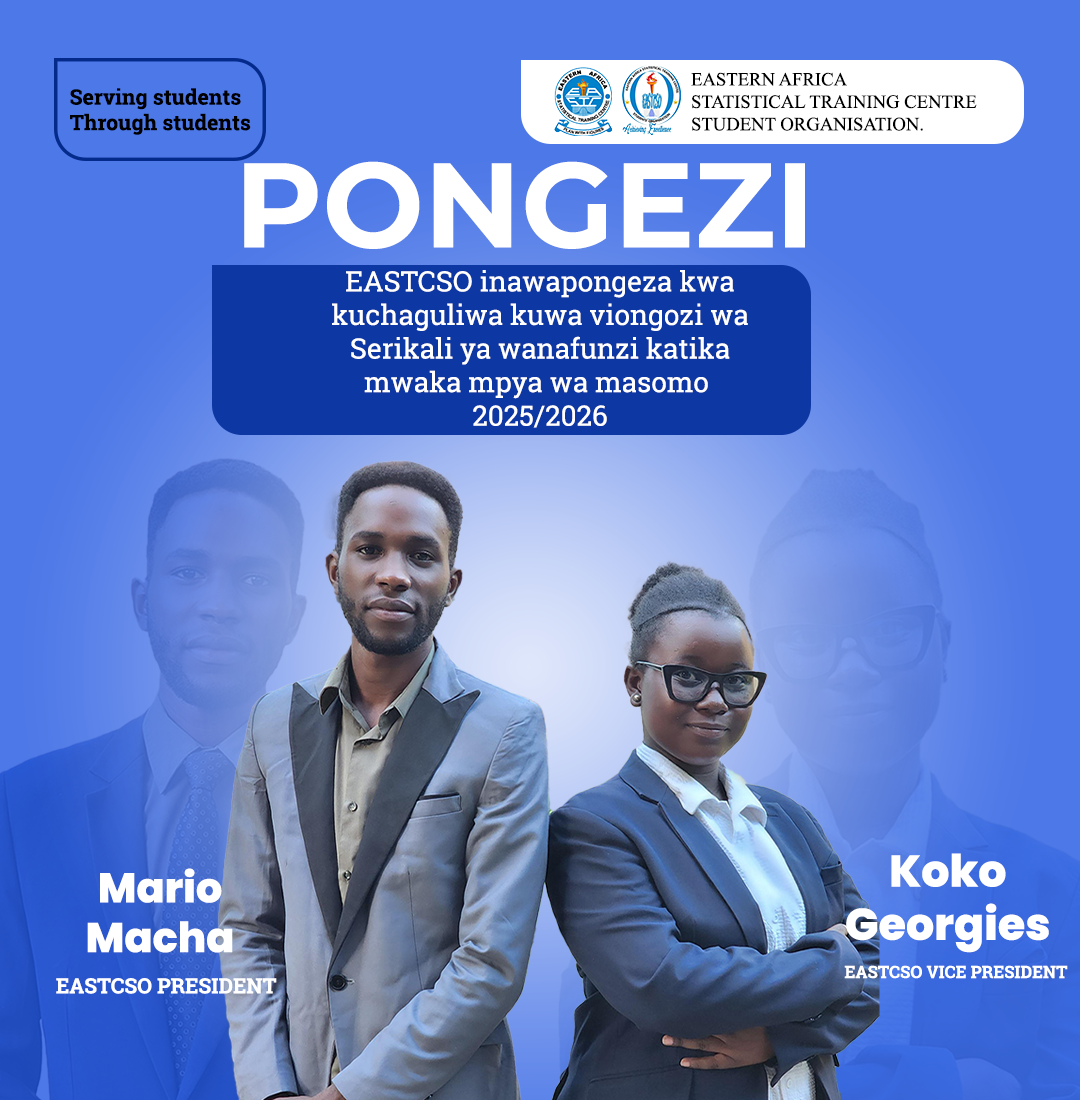 Serving students
Through students
EASTERN AFRICA
STATISTICAL TRAINING CENTRE
STUDENT ORGANISATION.
PONGEZI
EASTCSO inawapongeza kwa
kuchaguliwa kuwa viongozi wa
Serikali ya wanafunzi katika
mwaka mpya wa masomo
2025/2026
Mario
Macha
EASTCSO PRESIDENT
Koko
Georgies
EASTCSO VICE PRESIDENT